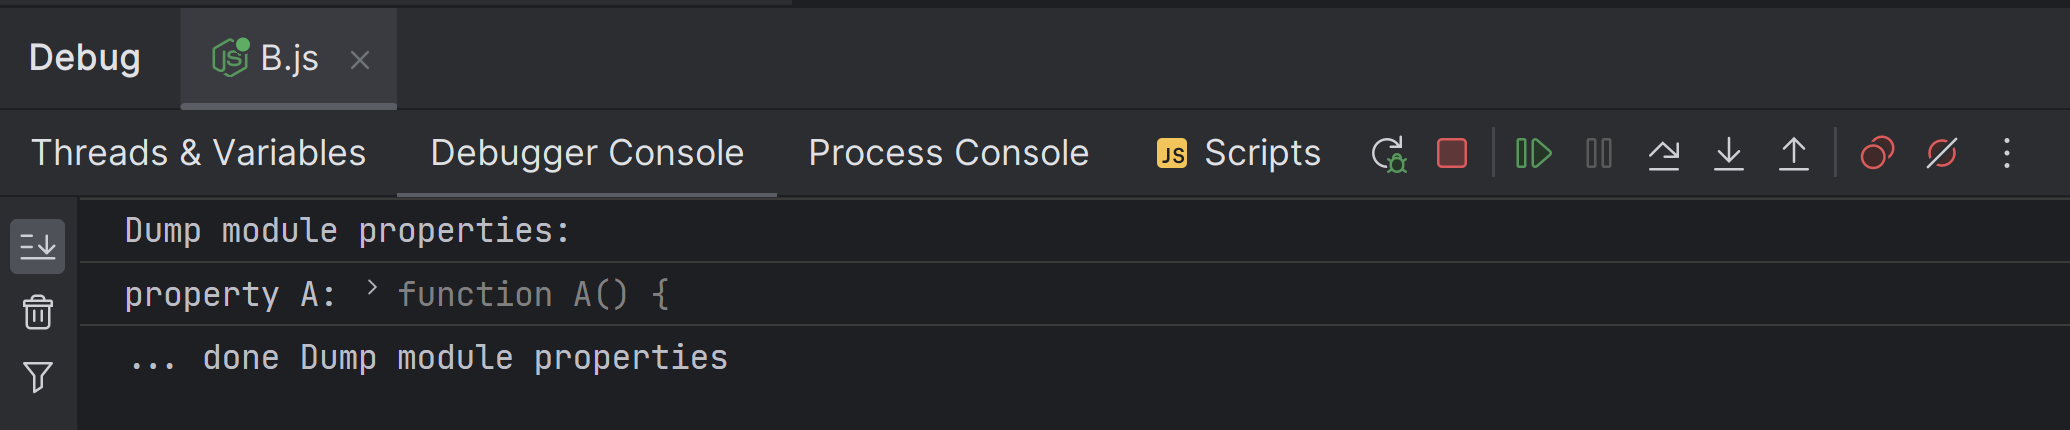 Debug
B.js
Threads & Variables
Debugger Console
Process Console
JS Scripts
Dump module properties:
property A: function A() {
... done Dump module properties